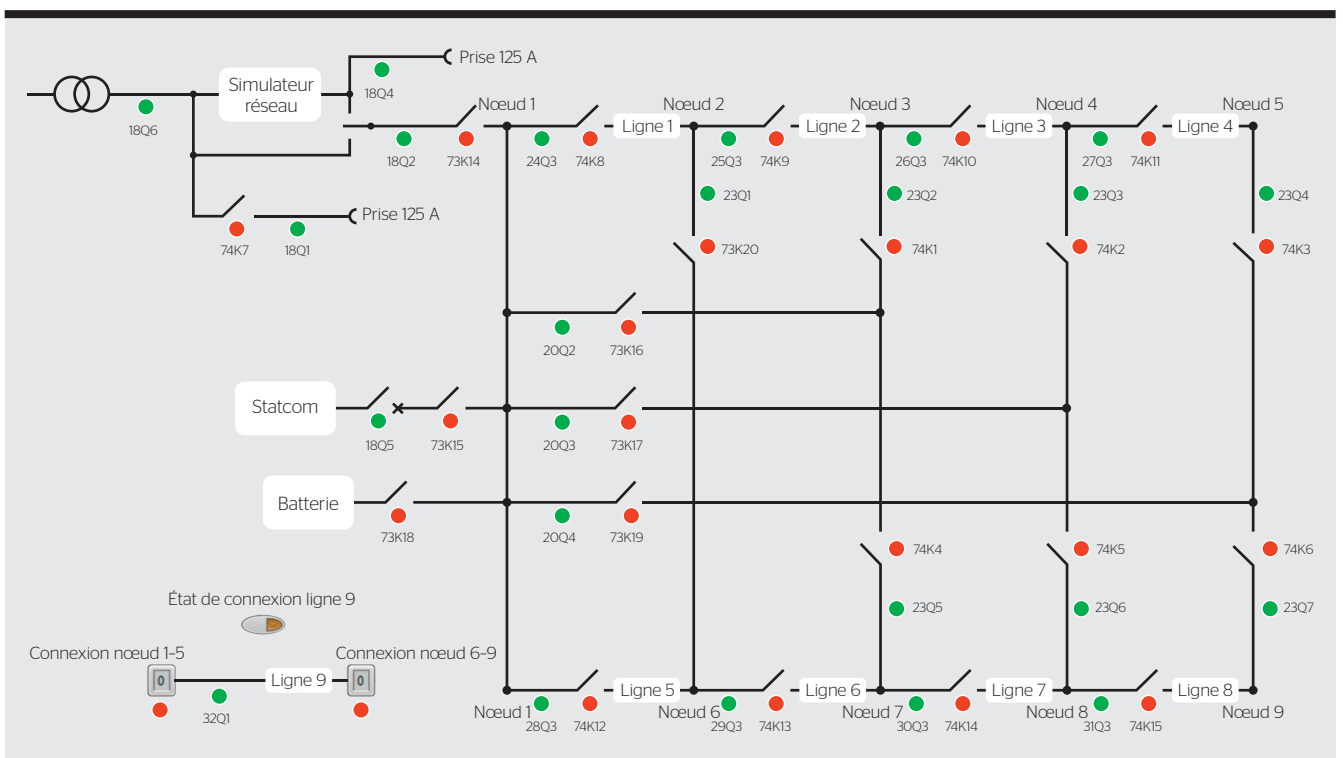 Prise 125 A
Simulateur
réseau
18Q4
18Q6
Nœud 1
Nœud 2
Nœud 3
Nœud 4
Nœud 5
Ligne 1
Ligne 2
Ligne 3
Ligne 4
18Q2
73K14
24Q3
74K8
25Q3
74K9
26Q3
74K10
27Q3
74K11
23Q1
23Q2
23Q3
23Q4
Prise 125 A
74K7
18Q1
73K20
74K1
74K2
74K3
20Q2
73K16
Statcom
18Q5
73K15
20Q3
73K17
Batterie
73K18
20Q4
73K19
74K4
74K5
74K6
État de connexion ligne 9
23Q5
23Q6
23Q7
Connexion nœud 1-5
Connexion nœud 6-9
0
Ligne 9
0
32Q1
Ligne 5
Ligne 6
Ligne 7
Ligne 8
Nœud 1
28Q3
74K12
Nœud 6
29Q3
74K13
Nœud 7
30Q3
74K14
Nœud 8
31Q3
74K15
Nœud 9